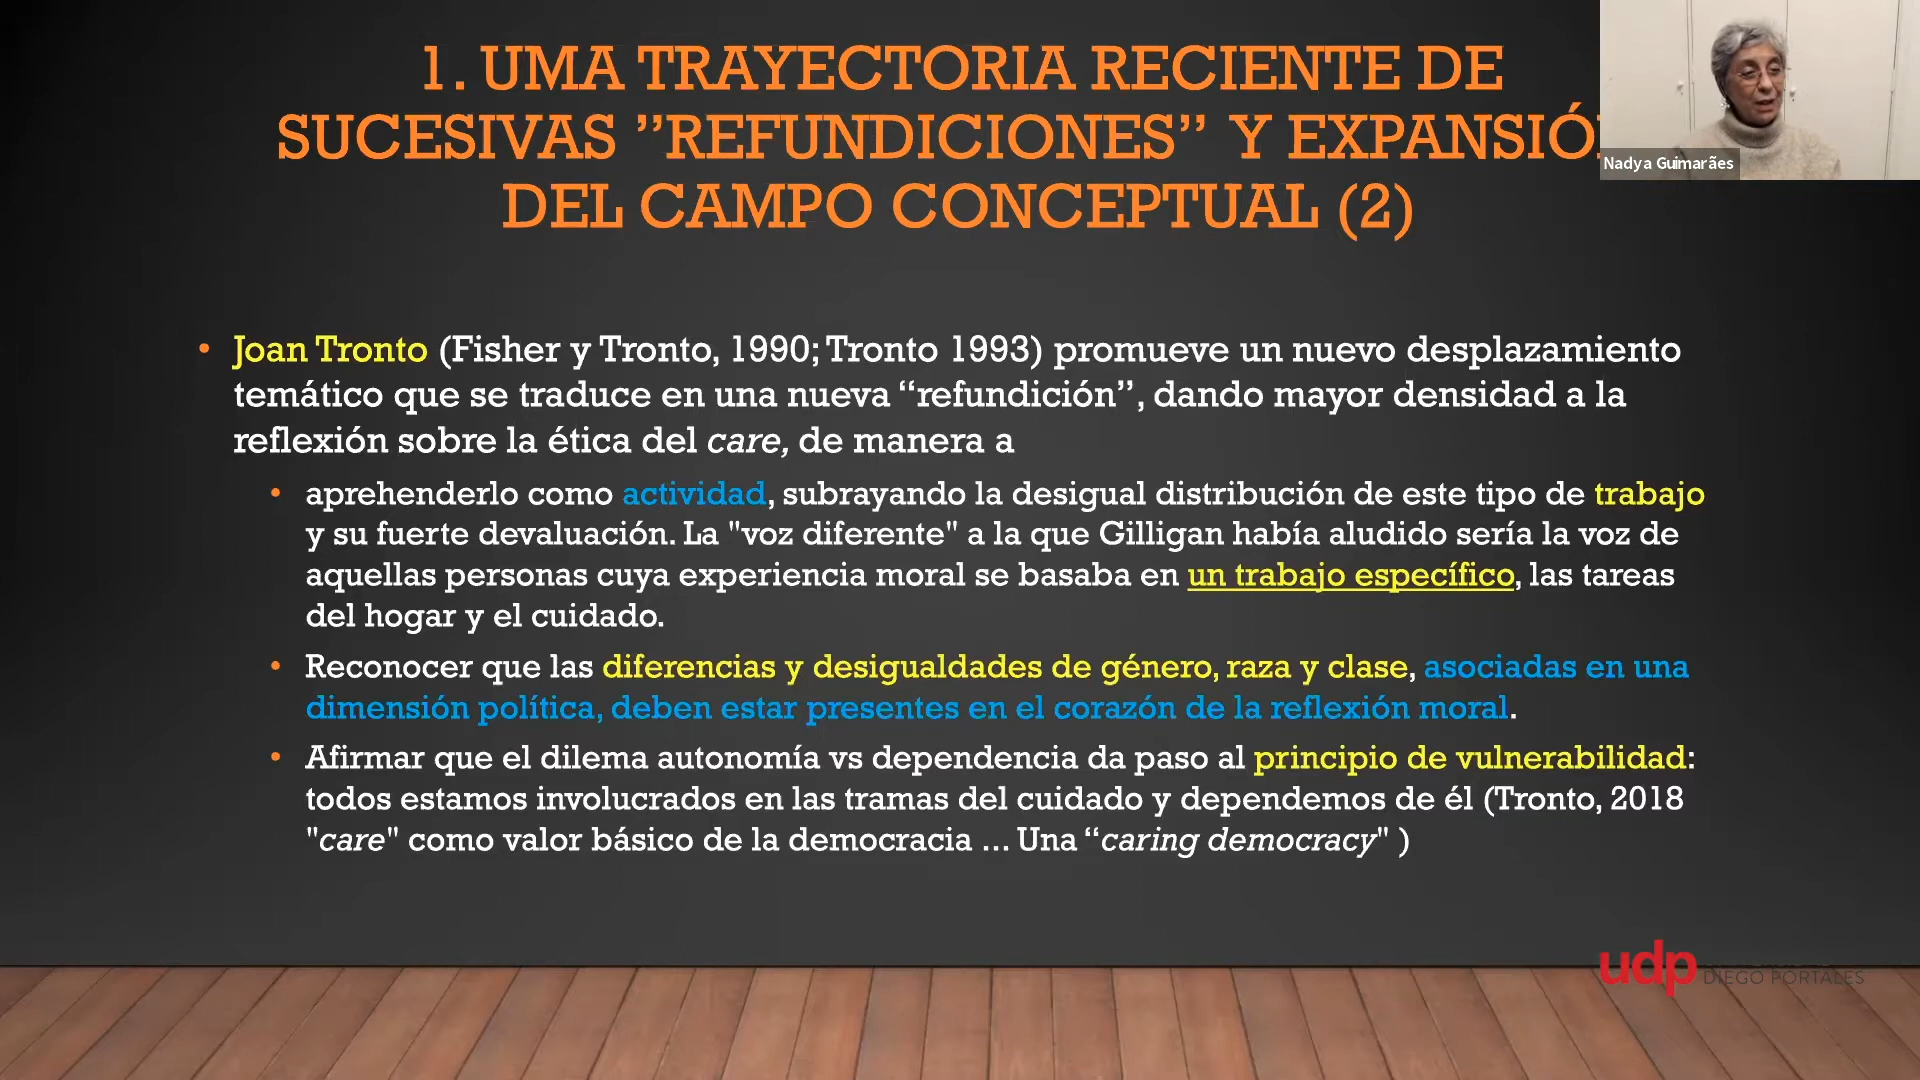 1. UMA TRAYECTORIA RECIENTE DE
SUCESIVAS ”REFUNDICIONES” Y EXPANSIÓ
DEL CAMPO CONCEPTUAL (2)
Nadya Guimarães
• Joan Tronto (Fisher y Tronto, 1990; Tronto 1993) promueve un nuevo desplazamiento
temático que se traduce en una nueva “refundición”, dando mayor densidad a la
reflexión sobre la ética del care, de manera a
• aprehenderlo como actividad, subrayando la desigual distribución de este tipo de trabajo
y su fuerte devaluación. La "voz diferente" a la que Gilligan había aludido sería la voz de
aquellas personas cuya experiencia moral se basaba en un trabajo específico, las tareas
del hogar y el cuidado.
• Reconocer que las diferencias y desigualdades de género, raza y clase, asociadas en una
dimensión política, deben estar presentes en el corazón de la reflexión moral.
• Afirmar que el dilema autonomía vs dependencia da paso al principio de vulnerabilidad:
todos estamos involucrados en las tramas del cuidado y dependemos de él (Tronto, 2018
"care" como valor básico de la democracia ... Una “caring democracy" )
udp
DIEGO PORTALES